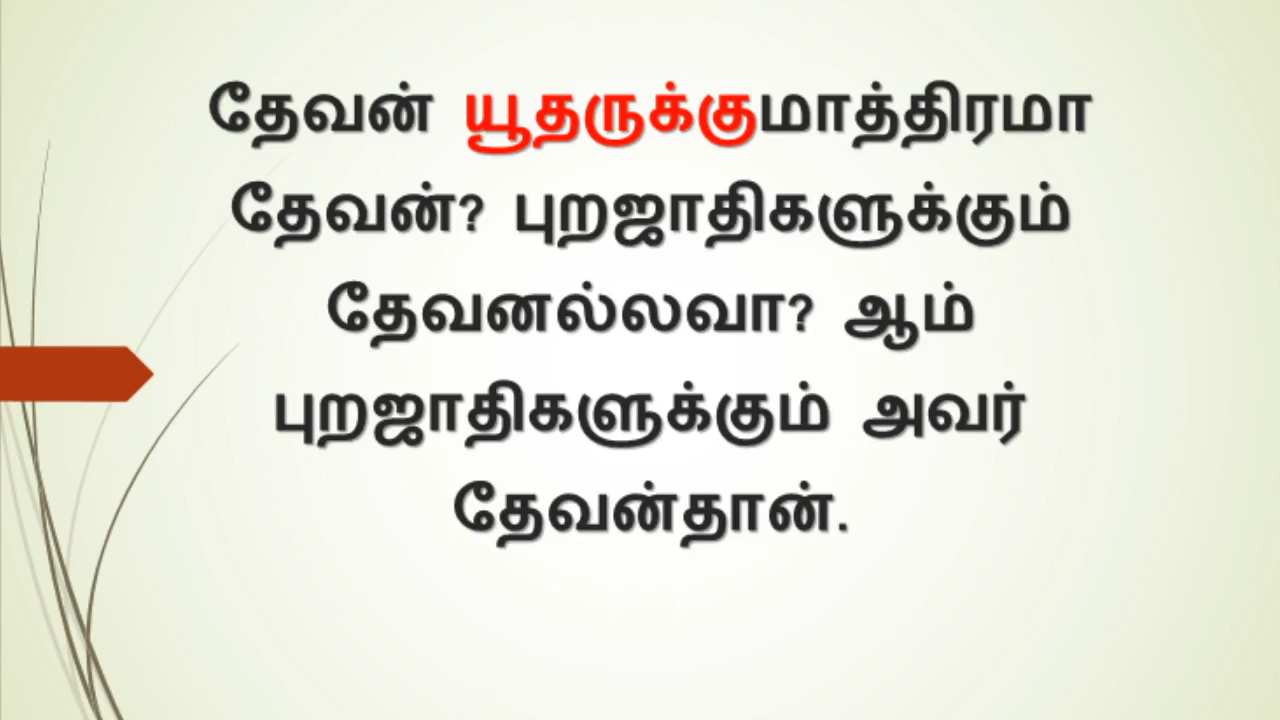 தேவன் யூதருக்குமாத்திரமா
தேவன்? புறஜாதிகளுக்கும்
தேவனல்லவா? ஆம்
புறஜாதிகளுக்கும் அவர்
தேவன்தான்.